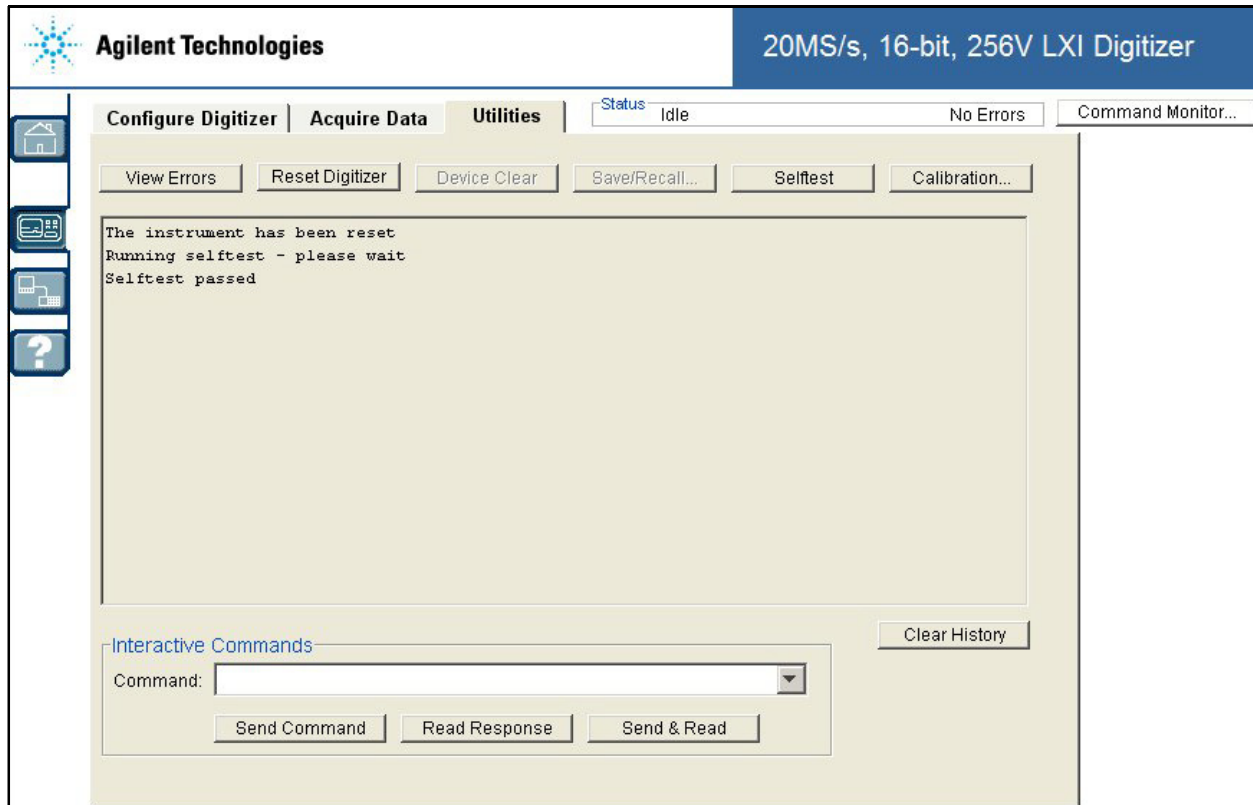 Agilent Technologies
20MS/s, 16-bit, 256V LXI Digitizer
Configure Digitizer
Acquire Data
Utilities
Status
Idle
No Errors
Command Monitor...
View Errors
Reset Digitizer
Device Clear
Save/Recall...
Selftest
Calibration...
The instrument has been reset
Running selftest - please wait
Selftest passed
Clear History
Interactive Commands
Command:
Send Command
Read Response
Send & Read
?